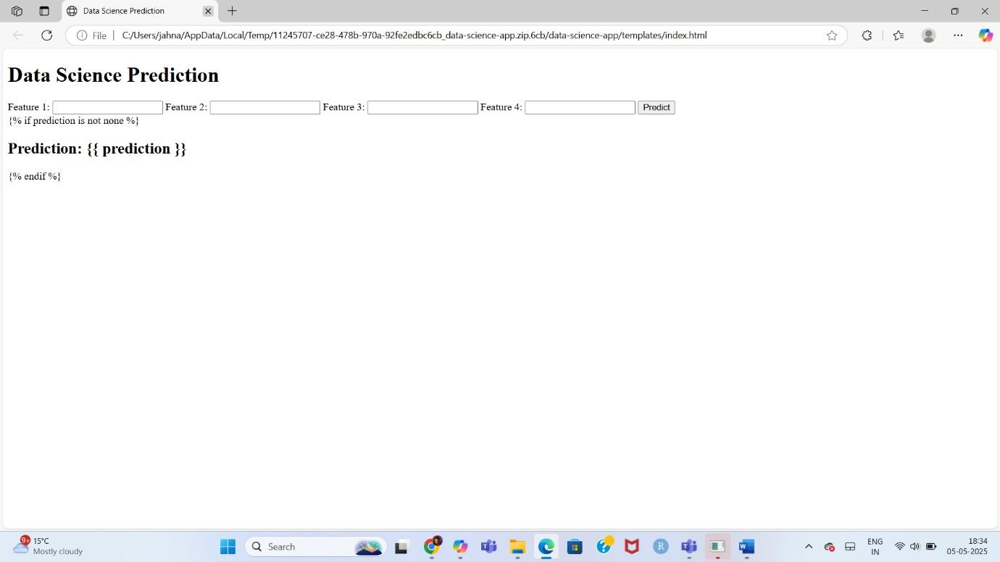 Data Science Prediction
File
C:/Users/jahna/AppData/Local/Temp/11245707-ce28-478b-970a-92fe2edbc6cb_data-science-app.zip.6cb/data-science-app/templates/index.html
Data Science Prediction
Feature 1: Feature 2: Feature 3: Feature 4: Predict
{% if prediction is not none %}
Prediction: {{ prediction }}
{% endif %}
9+
15°C
Mostly cloudy
Search
R
ENG
IN
18:34
05-05-2025